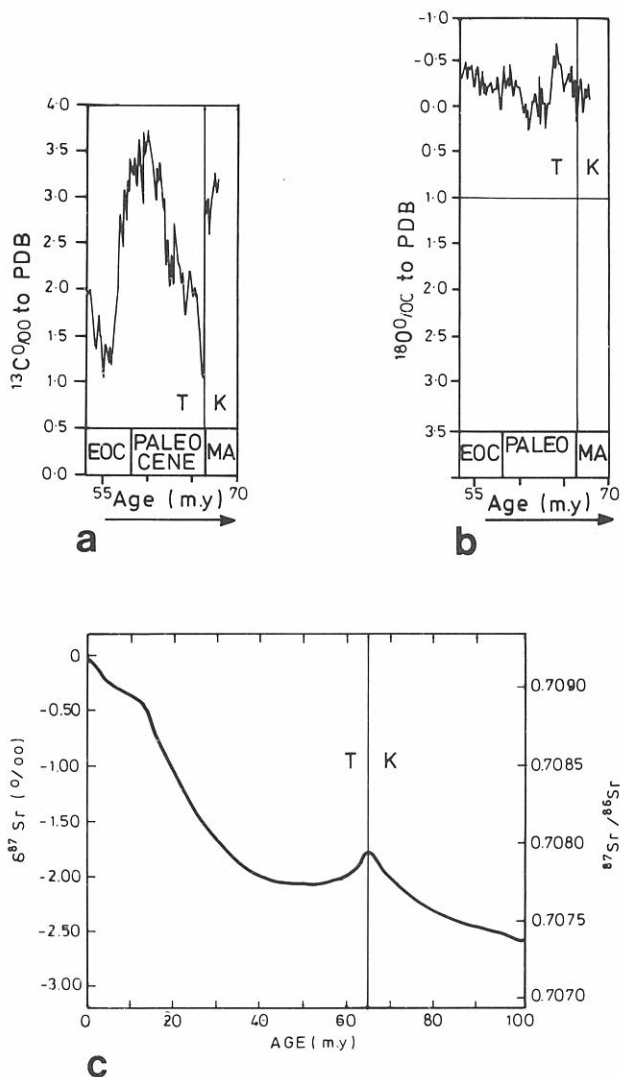 4·0
3·5
3·0
2·5
2·0
1·5
1·0
0·5
0·0
13C0/00 to PDB
T K
EOC PALEO CENE MA
55 70
Age (m.y)
a
-1·0
-0·5
0·0
0·5
1·0
2·0
2·5
3·0
3·5
18O0/0C to PDB
T K
EOC PALEO MA
55 70
Age (m.y)
b
0
-0.50
-1.00
-1.50
-2.00
-2.50
-3.00
δ87 Sr (0/00)
T K
0.7090
0.7085
0.7080
0.7075
0.7070
87Sr/86Sr
0 20 40 60 80 100
AGE (m.y)
c